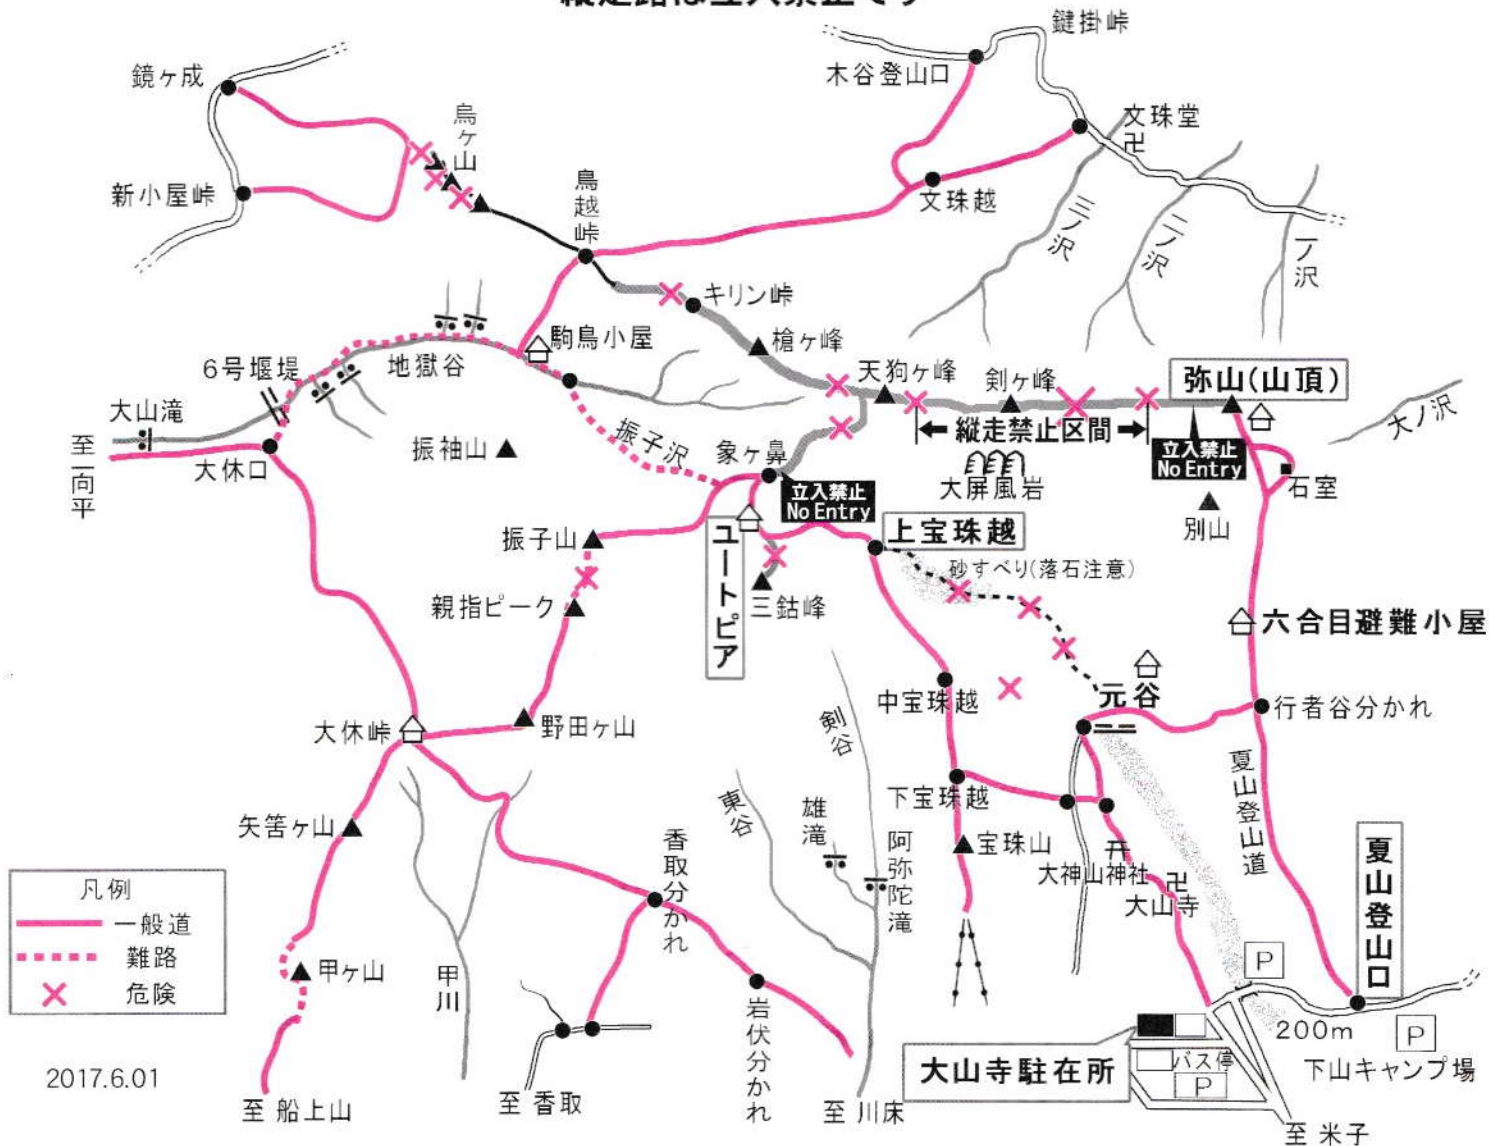 縦走路は立入禁止です
鍵掛峠
鏡ヶ成
木谷登山口
烏ヶ山
文珠堂
新小屋峠
鳥越峠
文珠越
三ノ沢
二ノ沢
一ノ沢
キリン峠
駒鳥小屋
槍ヶ峰
6号堰堤
地獄谷
天狗ヶ峰
剣ヶ峰
弥山(山頂)
大山滝
至一向平
大休口
振袖山
振子沢
象ヶ鼻
縦走禁止区間
立入禁止
No Entry
大ノ沢
大屏風岩
石室
立入禁止
No Entry
別山
振子山
ユートピア
上宝珠越
砂すべり(落石注意)
親指ピーク
三鈷峰
六合目避難小屋
中宝珠越
元谷
行者谷分かれ
大休峠
野田ヶ山
剣谷
夏山登山道
下宝珠越
東谷
雄滝
阿弥陀滝
矢筈ヶ山
宝珠山
香取分かれ
大神山神社
大山寺
夏山登山口
凡例
一般道
難路
危険
甲ヶ山
甲川
岩伏分かれ
P
200m
P
下山キャンプ場
大山寺駐在所
バス停
P
2017.6.01
至 船上山
至 香取
至 川床
至 米子